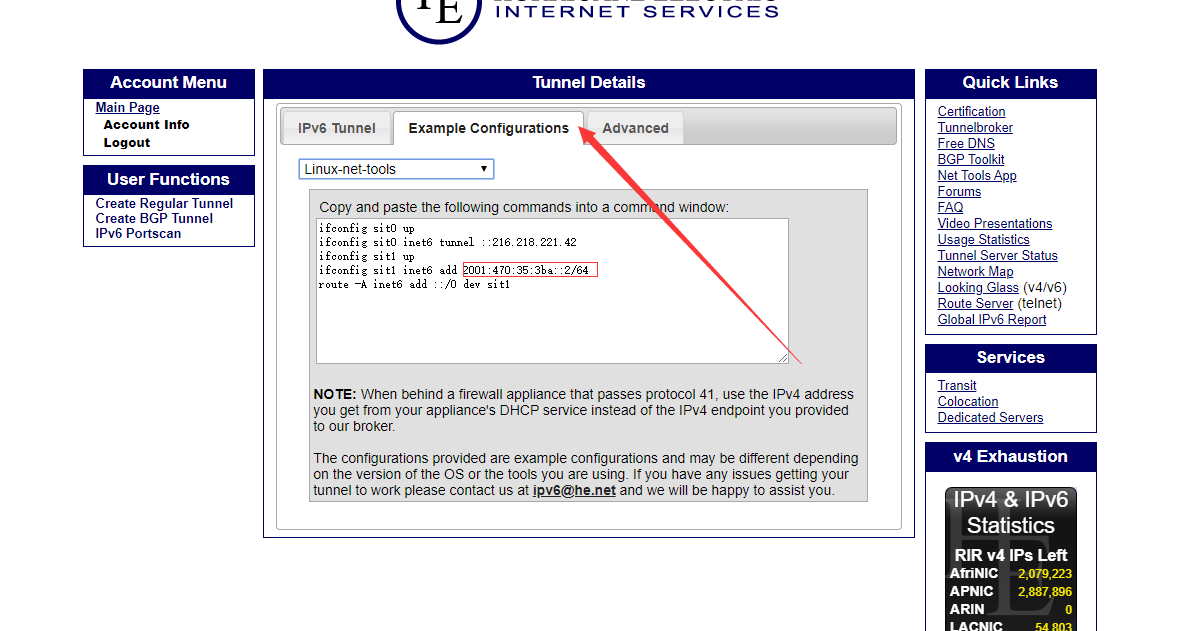 HE
INTERNET SERVICES
Account Menu
Main Page
Account Info
Logout
User Functions
Create Regular Tunnel
Create BGP Tunnel
IPv6 Portscan
Tunnel Details
IPv6 Tunnel
Example Configurations
Advanced
Linux-net-tools
Copy and paste the following commands into a command window:
ifconfig sit0 up
ifconfig sit0 inet6 tunnel ::216.218.221.42
ifconfig sit1 up
ifconfig sit1 inet6 add 2001:470:35:3ba::2/64
route -A inet6 add ::/0 dev sit1
NOTE: When behind a firewall appliance that passes protocol 41, use the IPv4 address
you get from your appliance's DHCP service instead of the IPv4 endpoint you provided
to our broker.
The configurations provided are example configurations and may be different depending
on the version of the OS or the tools you are using. If you have any issues getting your
tunnel to work please contact us at ipv6@he.net and we will be happy to assist you.
Quick Links
Certification
Tunnelbroker
Free DNS
BGP Toolkit
Net Tools App
Forums
FAQ
Video Presentations
Usage Statistics
Tunnel Server Status
Network Map
Looking Glass (v4/v6)
Route Server (telnet)
Global IPv6 Report
Services
Transit
Colocation
Dedicated Servers
v4 Exhaustion
IPv4 & IPv6
Statistics
RIR v4 IPs Left
AfriNIC 2,079,223
APNIC 2,887,896
ARIN 0
LACNIC 54,803